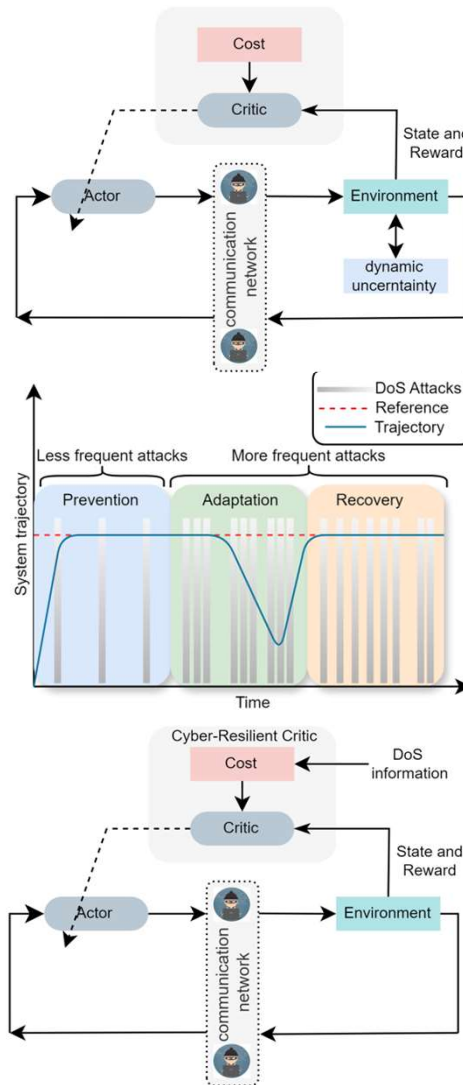 Cost
Critic
State and
Reward
Actor
communication
network
Environment
dynamic
uncerntainty
DoS Attacks
Reference
Trajectory
Less frequent attacks
More frequent attacks
Prevention
Adaptation
Recovery
System trajectory
Time
Cyber-Resilient Critic
Cost
DoS
information
Critic
State and
Reward
Actor
communication
network
Environment